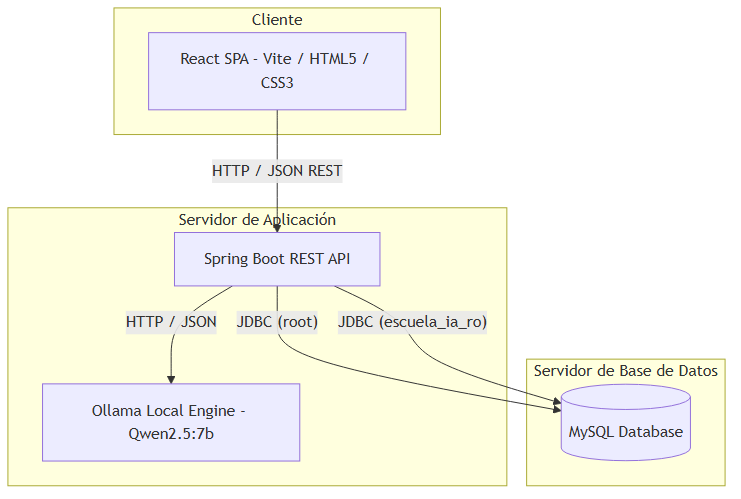 Cliente
React SPA - Vite / HTML5 /
CSS3
HTTP / JSON REST
Servidor de Aplicación
Spring Boot REST API
HTTP / JSON
JDBC (root)
JDBC (escuela_ia_ro)
Servidor de Base de Datos
Ollama Local Engine -
Qwen2.5:7b
MySQL Database